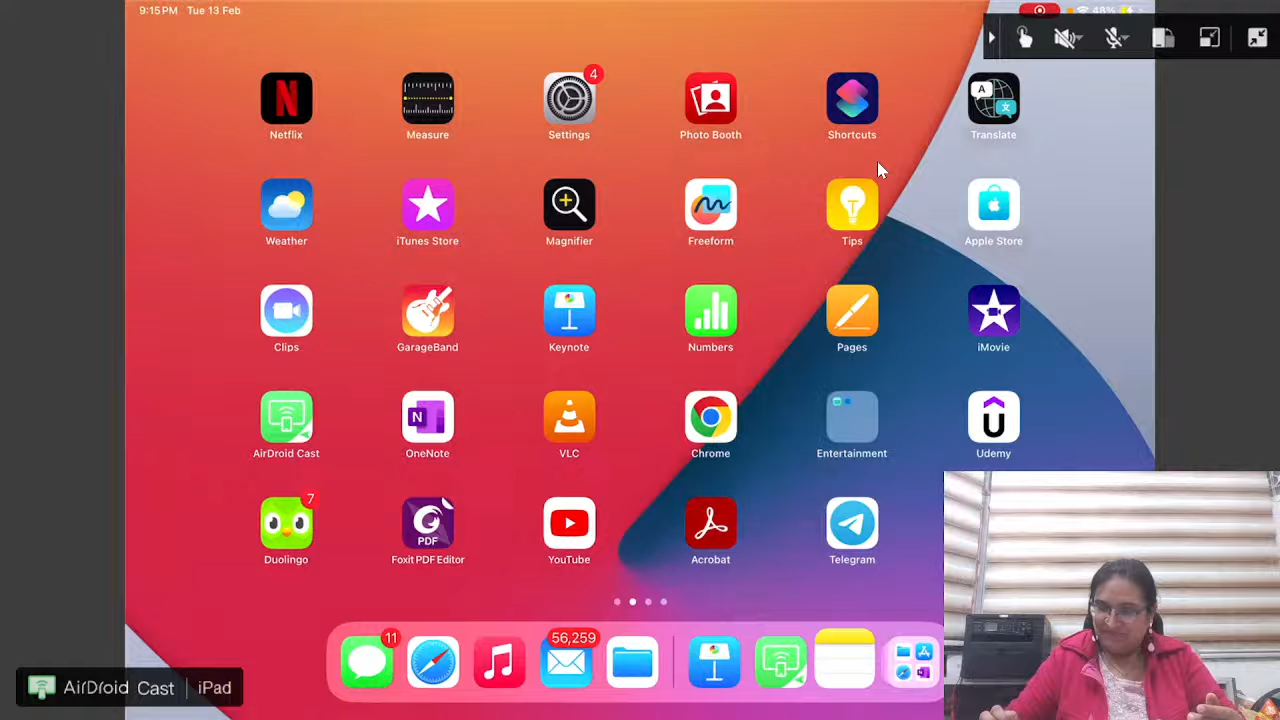 9:15 PM Tue 13 Feb
48%
4
Netflix
Measure
Settings
Photo Booth
Shortcuts
Translate
Weather
iTunes Store
Magnifier
Freeform
Tips
Apple Store
Clips
GarageBand
Keynote
Numbers
Pages
iMovie
AirDroid Cast
OneNote
VLC
Chrome
Entertainment
Udemy
7
PDF
Duolingo
Foxit PDF Editor
YouTube
Acrobat
Telegram
11
56,259
AirDroid Cast | iPad